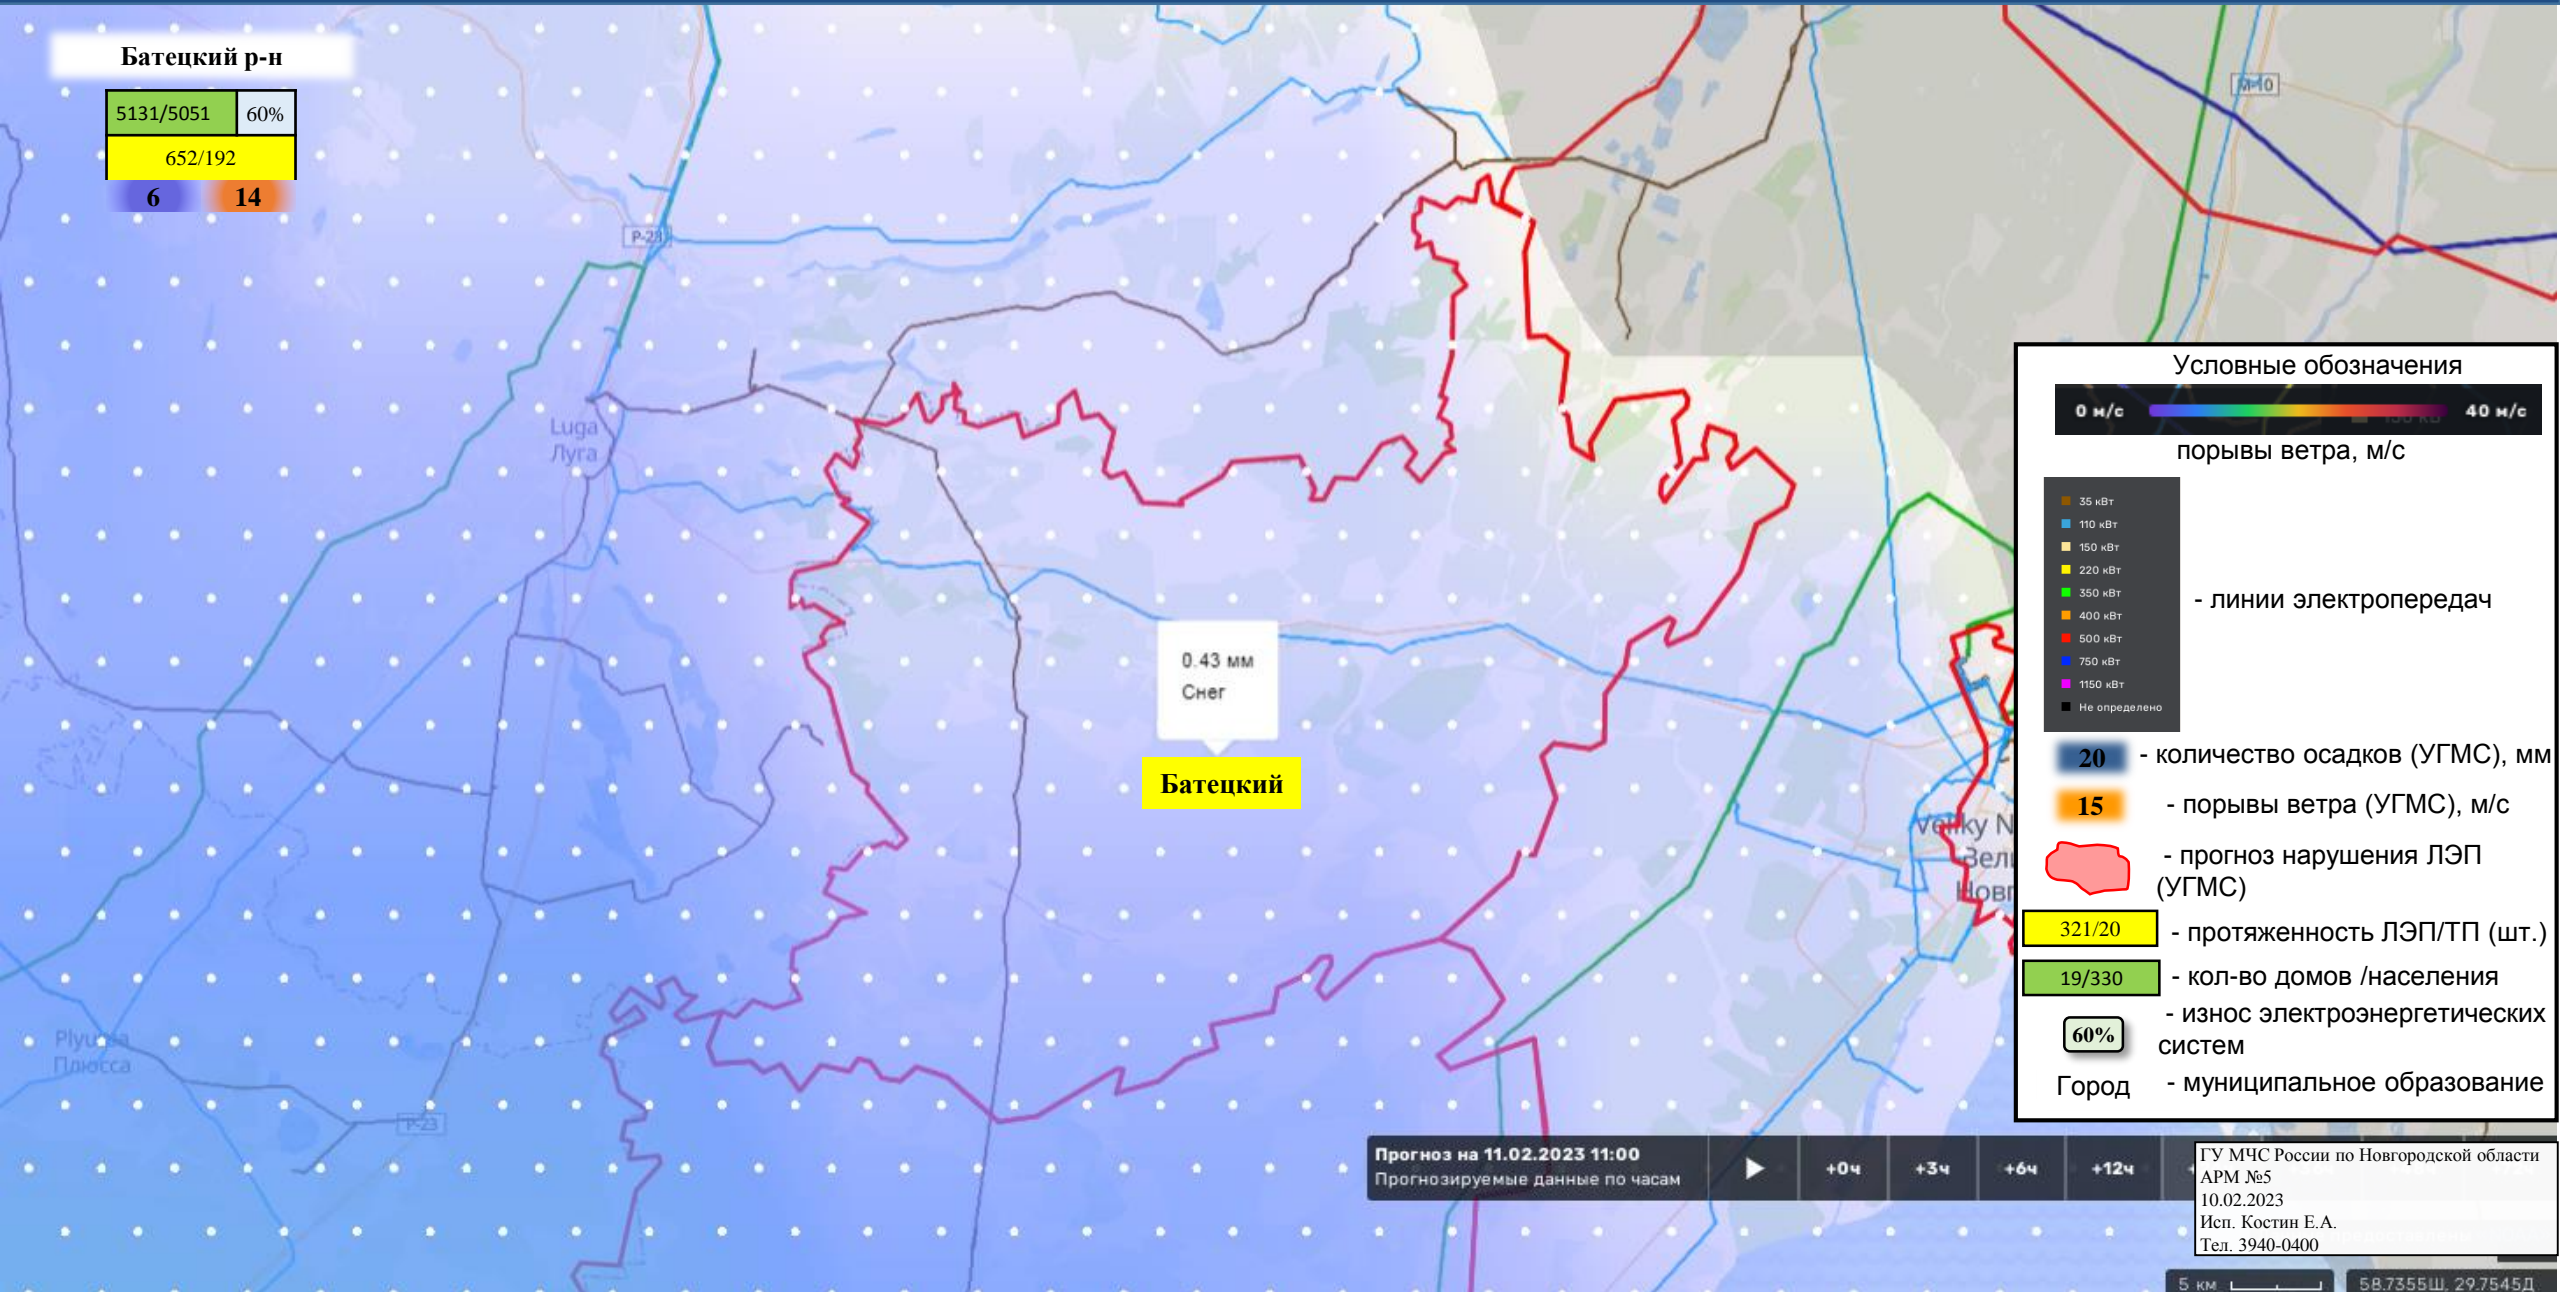 Батецкий р-н
5131/5051 60%
652/192
6 14
М-10
Р-23
Luga
Луга
0.43 мм
Снег
Батецкий
Veliky N
Вели
Новг
Plyussa
Плюсса
Р-23
Условные обозначения
0 м/с 40 м/с
порывы ветра, м/с
35 кВт
110 кВт
150 кВт
220 кВт
350 кВт
400 кВт
500 кВт
750 кВт
1150 кВт
Не определено
- линии электропередач
20 - количество осадков (УГМС), мм
15 - порывы ветра (УГМС), м/с
- прогноз нарушения ЛЭП
(УГМС)
321/20 - протяженность ЛЭП/ТП (шт.)
19/330 - кол-во домов /населения
60% - износ электроэнергетических
систем
Город - муниципальное образование
Прогноз на 11.02.2023 11:00
Прогнозируемые данные по часам
+0ч +3ч +6ч +12ч
ГУ МЧС России по Новгородской области
АРМ №5
10.02.2023
Исп. Костин Е.А.
Тел. 3940-0400
5 км 58.7355Ш, 29.7545Д